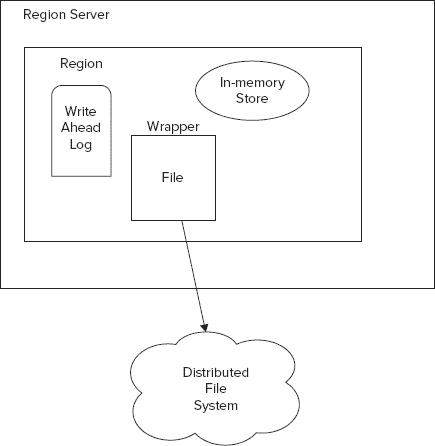 Region Server
Region
In-memory
Store
Write
Ahead
Log
Wrapper
File
Distributed
File
System